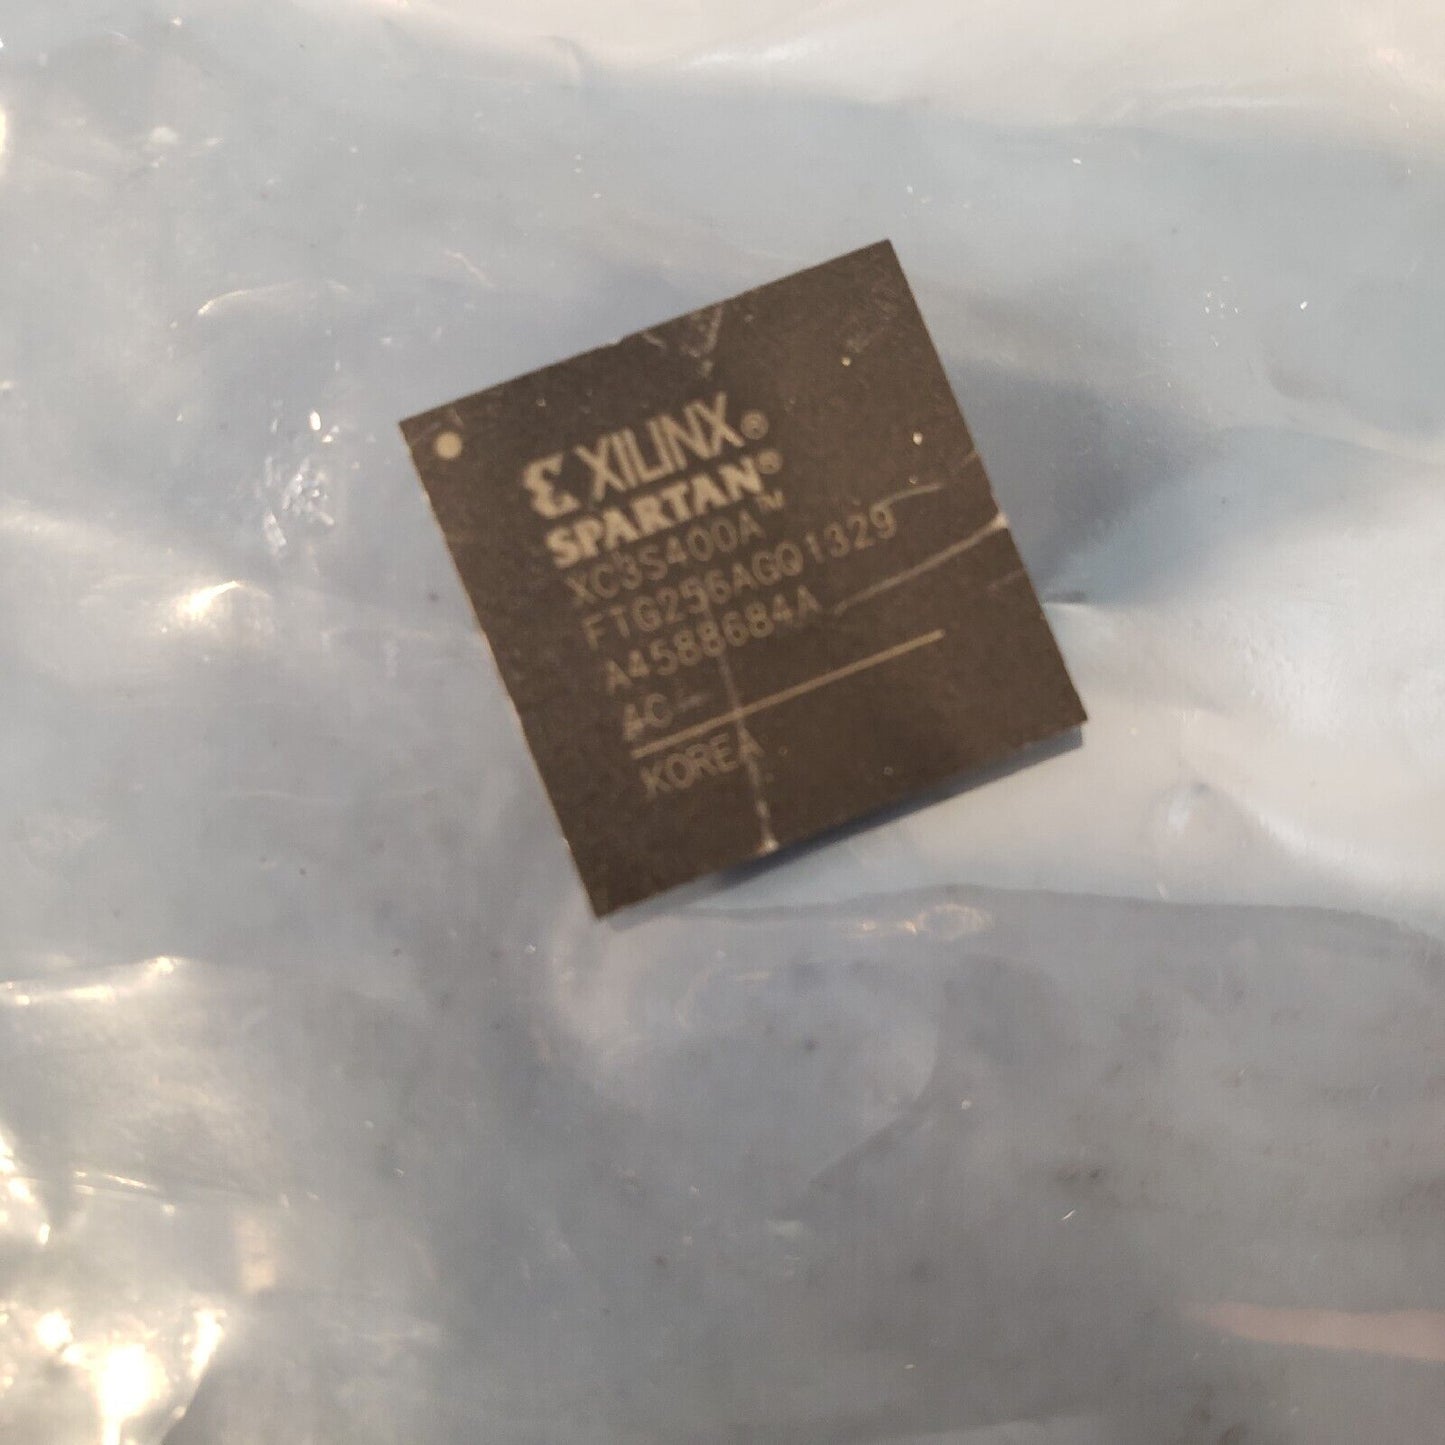 XILINX®
SPARTAN®
XC3S400A™
FTG256AGQ1329
A4588684A
4C
KOREA